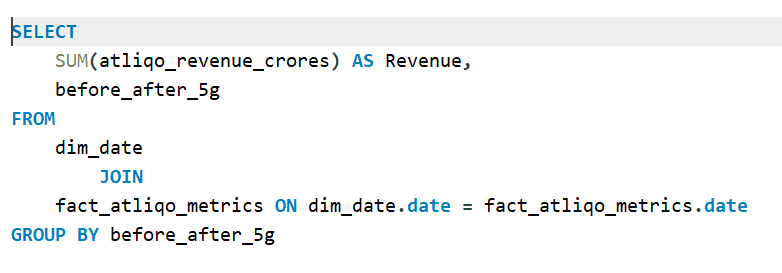 SELECT
    SUM(atliqo_revenue_crores) AS Revenue,
    before_after_5g
FROM
    dim_date
        JOIN
    fact_atliqo_metrics ON dim_date.date = fact_atliqo_metrics.date
GROUP BY before_after_5g